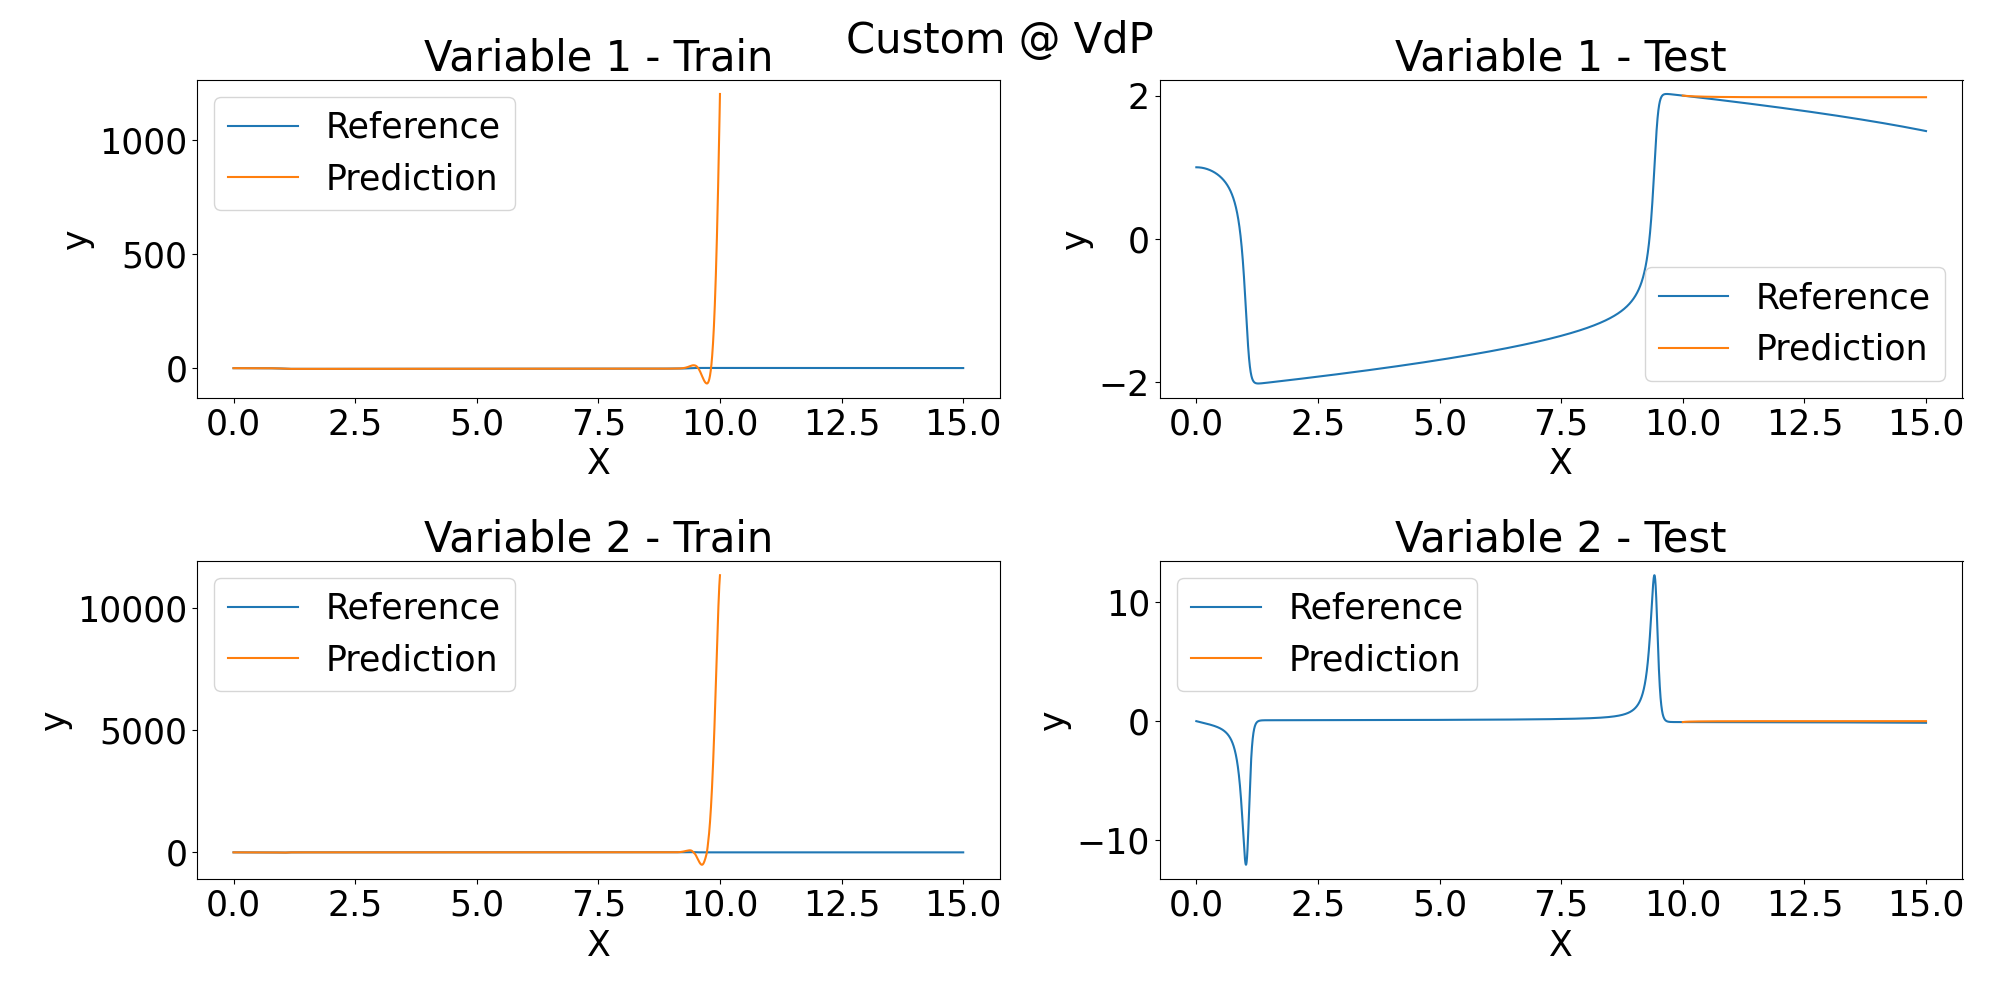 Custom @ VdP
Variable 1 - Train
1000
500
0
y
Reference
Prediction
0.0 2.5 5.0 7.5 10.0 12.5 15.0
X
Variable 1 - Test
2
0
−2
y
Reference
Prediction
0.0 2.5 5.0 7.5 10.0 12.5 15.0
X
Variable 2 - Train
10000
5000
0
y
Reference
Prediction
0.0 2.5 5.0 7.5 10.0 12.5 15.0
X
Variable 2 - Test
10
0
−10
y
Reference
Prediction
0.0 2.5 5.0 7.5 10.0 12.5 15.0
X